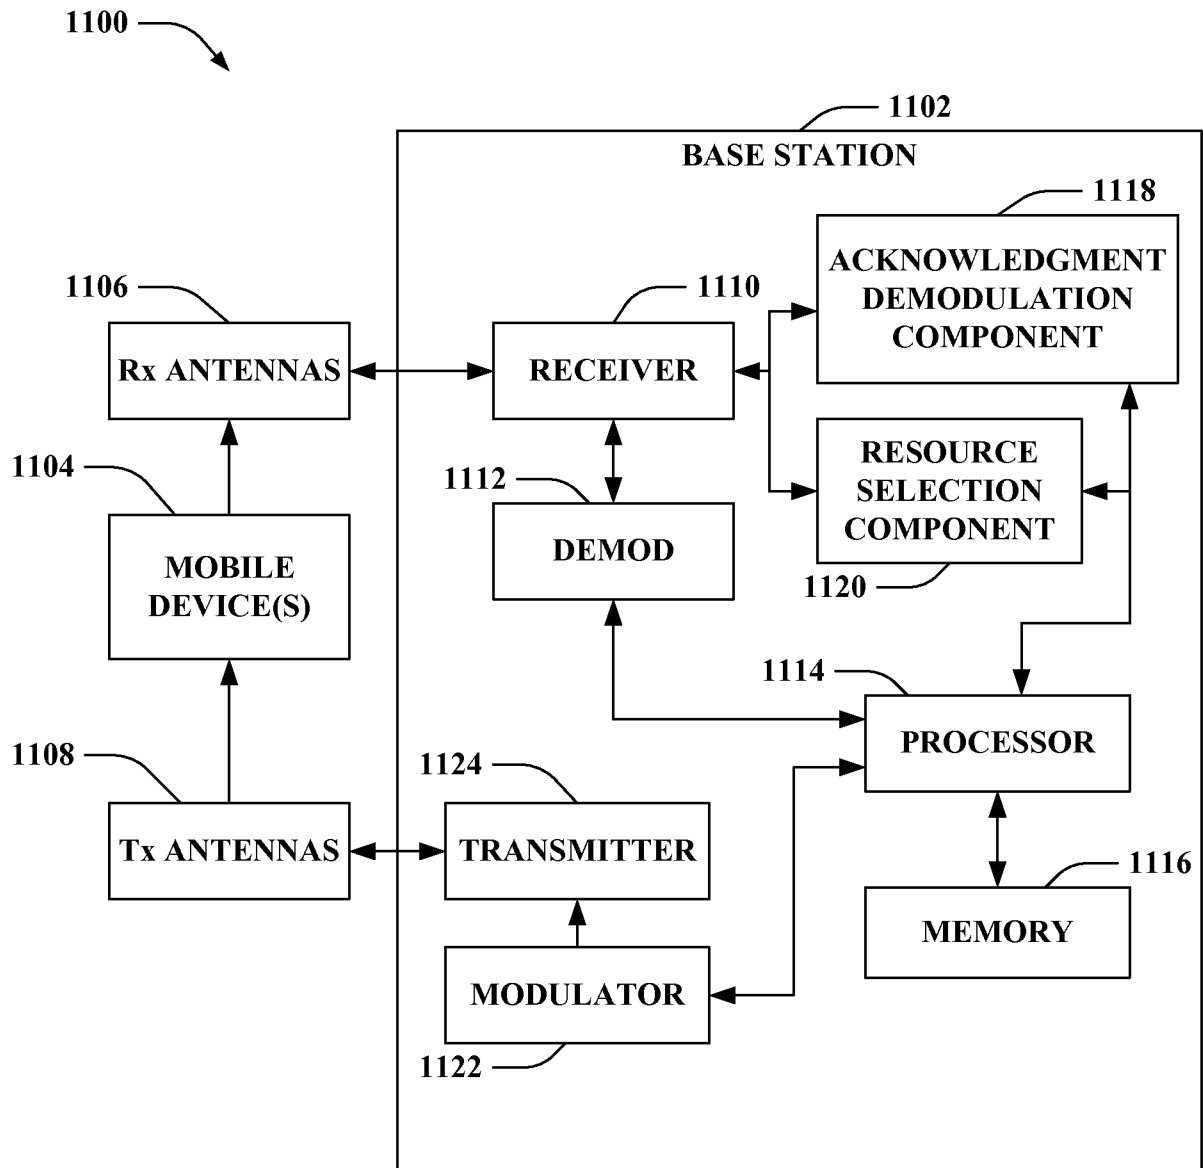 1100
1102
BASE STATION
1118
ACKNOWLEDGMENT
DEMODULATION
COMPONENT
1106
Rx ANTENNAS
1110
RECEIVER
1104
MOBILE
DEVICE(S)
1112
DEMOD
RESOURCE
SELECTION
COMPONENT
1120
1114
PROCESSOR
1108
Tx ANTENNAS
1124
TRANSMITTER
1116
MEMORY
MODULATOR
1122